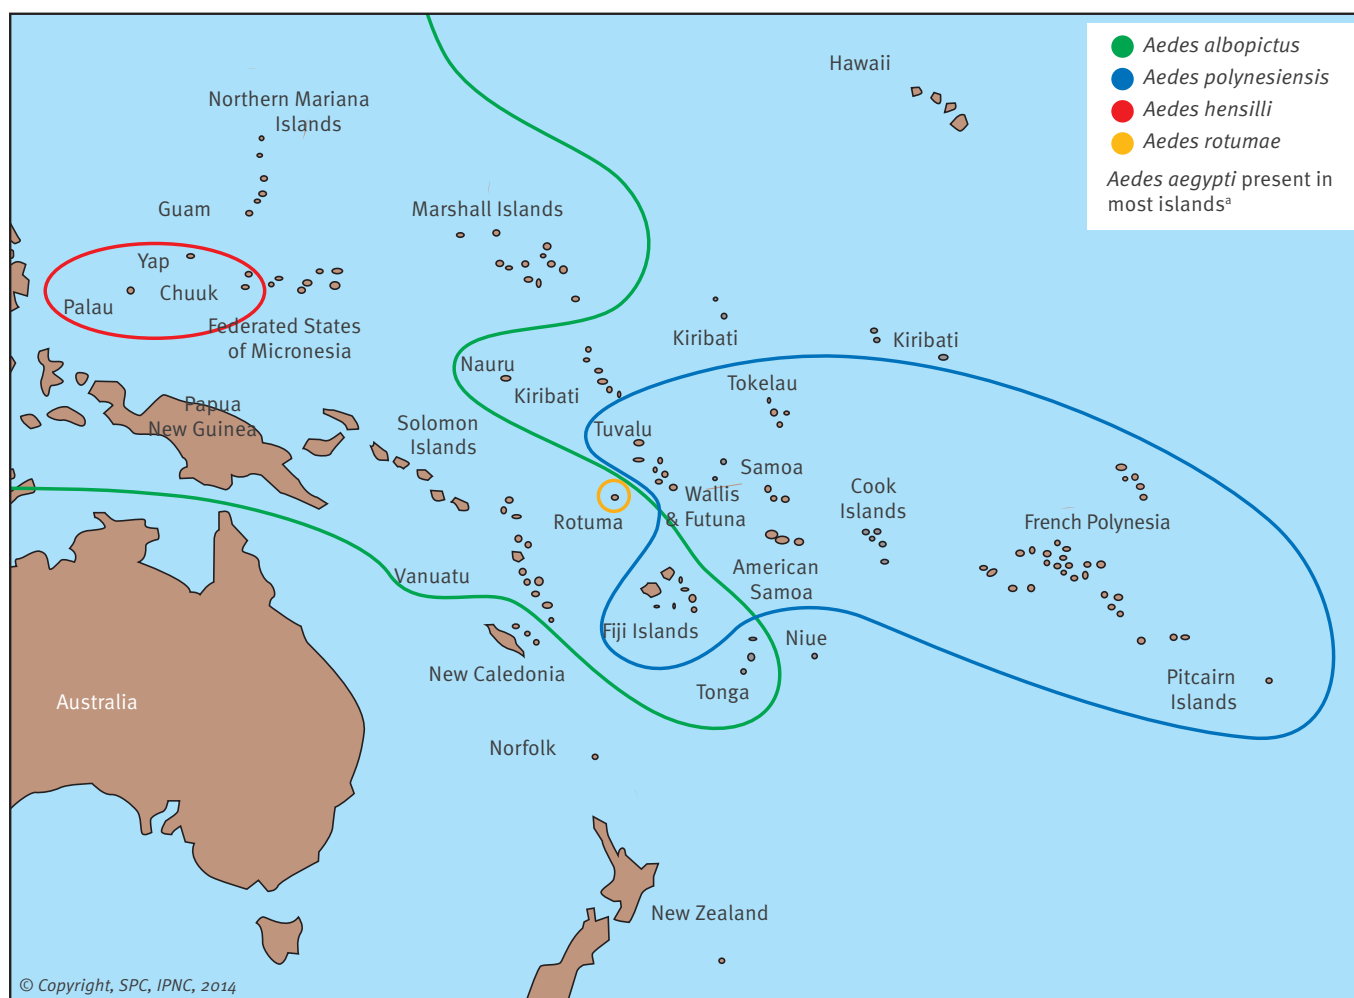 Aedes albopictus
Aedes polynesiensis
Aedes hensilli
Aedes rotumae
Aedes aegypti present in
most islandsª
Hawaii
Northern Mariana
Islands
Guam
Marshall Islands
Yap
Chuuk
Palau
Federated States
of Micronesia
Kiribati
Kiribati
Nauru
Kiribati
Tokelau
Papua
New Guinea
Solomon
Islands
Tuvalu
Samoa
Wallis
& Futuna
Cook
Islands
Rotuma
French Polynesia
Vanuatu
American
Samoa
Fiji Islands
Niue
New Caledonia
Tonga
Pitcairn
Islands
Australia
Norfolk
New Zealand
© Copyright, SPC, IPNC, 2014